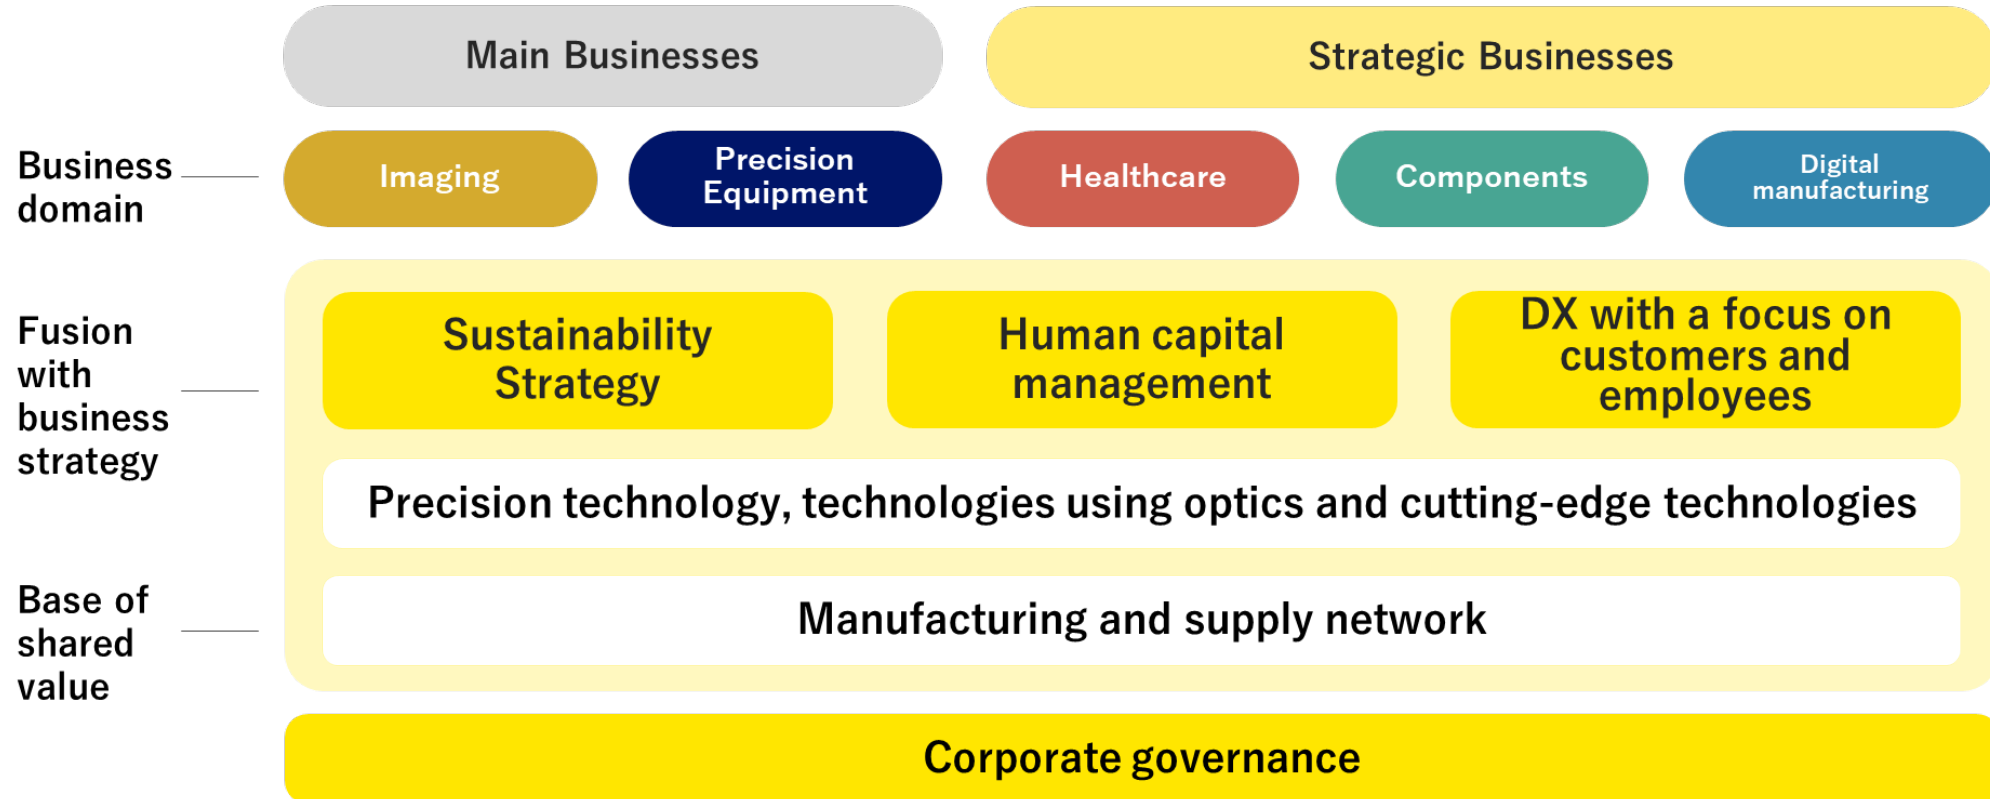 Main Businesses
Strategic Businesses
Business
domain
Imaging
Precision
Equipment
Healthcare
Components
Digital
manufacturing
Fusion
with
business
strategy
Sustainability
Strategy
Human capital
management
DX with a focus on
customers and
employees
Precision technology, technologies using optics and cutting-edge technologies
Base of
shared
value
Manufacturing and supply network
Corporate governance